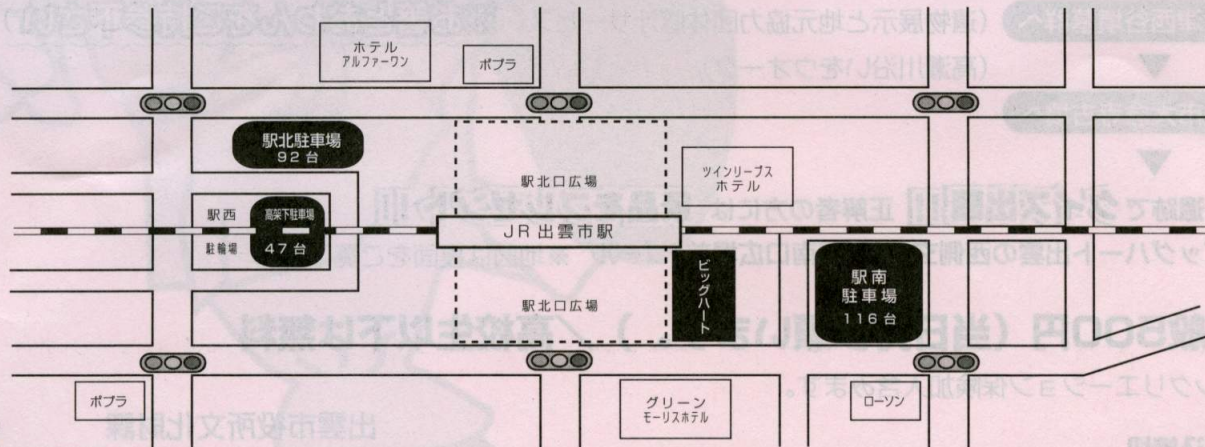 ホテル
アルファーワン
ポプラ
駅北駐車場
92台
駅北口広場
ツインリーブス
ホテル
駅西
駐輪場
高架下駐車場
47台
JR出雲市駅
ビッグハート
駅南
駐車場
116台
駅北口広場
ポプラ
グリーン
モーリスホテル
ローソン